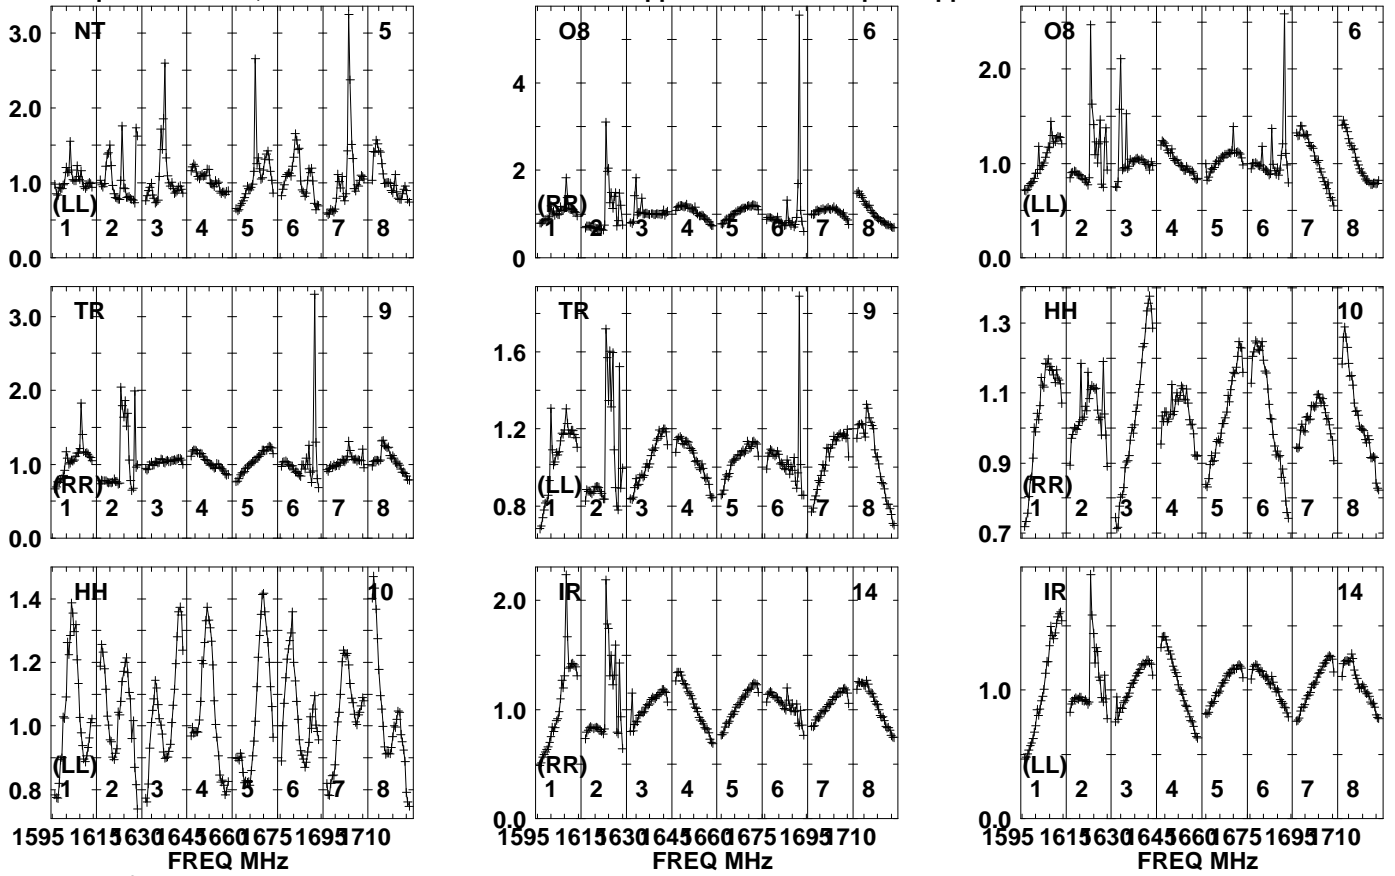 NT 5
3.0
2.0
1.0
0.0
(LL)
1 2 3 4 5 6 7 8
O8 6
4
2
0
(RR)
1 2 3 4 5 6 7 8
O8 6
2.0
1.0
0.0
(LL)
1 2 3 4 5 6 7 8
TR 9
3.0
2.0
1.0
0.0
(RR)
1 2 3 4 5 6 7 8
TR 9
1.6
1.2
0.8
(LL)
1 2 3 4 5 6 7 8
HH 10
1.3
1.1
0.9
0.7
(RR)
1 2 3 4 5 6 7 8
HH 10
1.4
1.2
1.0
0.8
(LL)
1 2 3 4 5 6 7 8
1595 1615 1630 1645 1660 1675 1695 1710
FREQ MHz
IR 14
2.0
1.0
0.0
(RR)
1 2 3 4 5 6 7 8
1595 1615 1630 1645 1660 1675 1695 1710
FREQ MHz
IR 14
1.0
0.0
(LL)
1 2 3 4 5 6 7 8
1595 1615 1630 1645 1660 1675 1695 1710
FREQ MHz